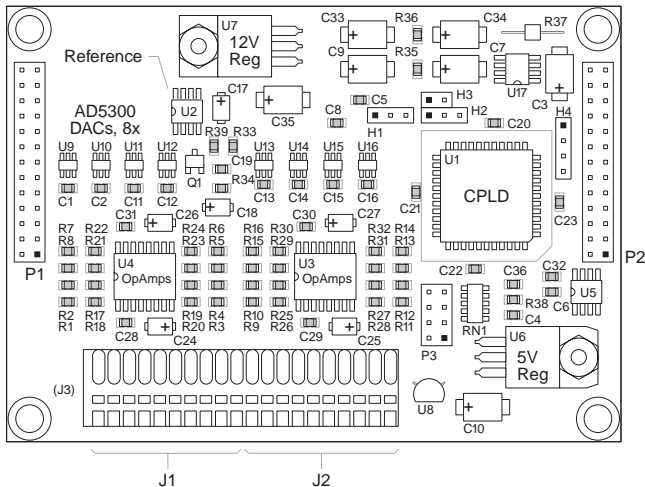 C33
R36
C34
R37
U7
12V
Reg
Reference
C9
R35
C7
U17
C3
C17
U2
C35
C5
H3
H2
H1
H4
AD5300
DACs, 8x
R39
R33
C8
C20
U9
U10
U11
U12
Q1
C19
R34
U13
U14
U15
U16
U1
CPLD
C1
C2
C11
C12
C13
C14
C15
C16
C21
C23
C31
C26
C18
C30
C27
R7
R22
R24
R6
R16
R30
R32
R14
R8
R21
R23
R5
R15
R29
R31
R13
P1
U4
OpAmps
U3
OpAmps
P2
C22
C36
C32
U5
R2
R17
R19
R4
R10
R25
R27
R12
R1
R18
R20
R3
R9
R26
R28
R11
RN1
R38
C6
C4
C28
C24
C29
C25
P3
U6
5V
Reg
(J3)
U8
C10
J1
J2